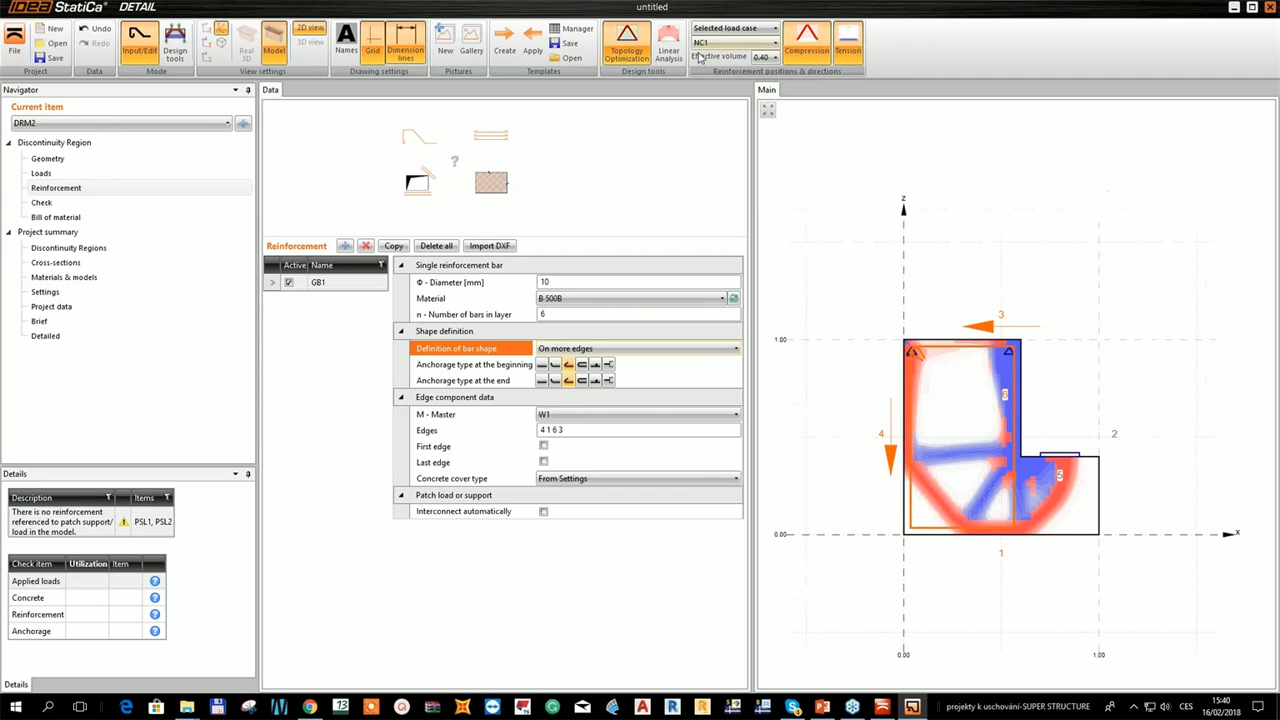 IDEA StatiCa DETAIL untitled
File New Open Save Project
Undo Redo Data
Input/Edit Design tools Mode
Real 3D Model 2D view 3D view View settings
Names Grid Dimension lines Drawing settings
New Gallery Pictures
Create Apply Manager Save Open Templates
Topology Optimization Linear Analysis Design tools
Selected load case
NC1
Effective volume 0,40
Compression Tension
Reinforcement positions & directions
Navigator
Current item
DRM2
Discontinuity Region
Geometry
Loads
Reinforcement
Check
Bill of material
Project summary
Discontinuity Regions
Cross-sections
Materials & models
Settings
Project data
Brief
Detailed
Details
Description Items
There is no reinforcement
referenced to patch support/ PSL1, PSL2
load in the model.
Check item Utilization Item
Applied loads ?
Concrete ?
Reinforcement ?
Anchorage ?
Details
Data
?
Reinforcement Copy Delete all Import DXF
Active Name
> GB1
Single reinforcement bar
Φ - Diameter [mm] 10
Material B 500B
n - Number of bars in layer 6
Shape definition
Definition of bar shape On more edges
Anchorage type at the beginning
Anchorage type at the end
Edge component data
M - Master W1
Edges 4 1 6 3
First edge
Last edge
Concrete cover type From Settings
Patch load or support
Interconnect automatically
Main
z
3
1.00
6
4
2
5
0.00
x
1
0.00 1.00
projekty k uschování-SUPER STRUCTURE CES 15:40
16/02/2018